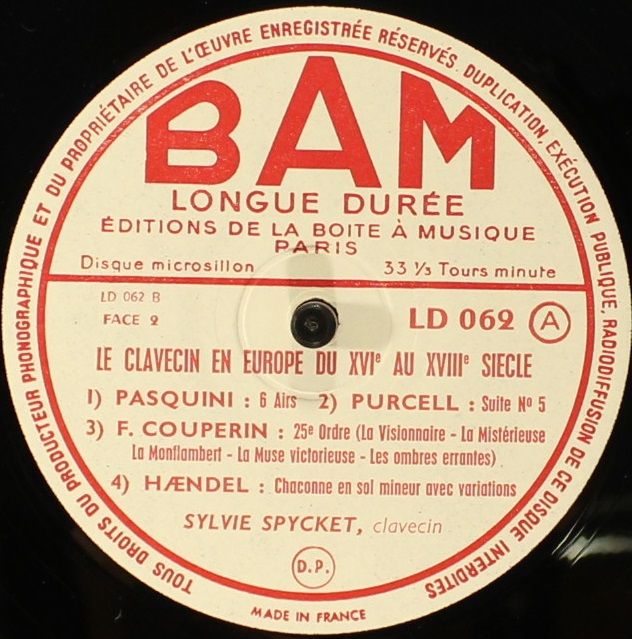 TOUS DROITS DU PRODUCTEUR PHONOGRAPHIQUE ET DU PROPRIÉTAIRE DE L'ŒUVRE ENREGISTRÉE RÉSERVÉS. DUPLICATION, EXÉCUTION PUBLIQUE, RADIODIFFUSION DE CE DISQUE INTERDITES
BAM
LONGUE DURÉE
ÉDITIONS DE LA BOITE À MUSIQUE
PARIS
Disque microsillon 33 ⅓ Tours minute
LD 062 B
FACE 2 LD 062 A
LE CLAVECIN EN EUROPE DU XVIe AU XVIIIe SIECLE
1) PASQUINI : 6 Airs 2) PURCELL : Suite No 5
3) F. COUPERIN : 25e Ordre (La Visionnaire - La Mistérieuse
La Monflambert - La Muse victorieuse - Les ombres errantes)
4) HÆNDEL : Chaconne en sol mineur avec variations
SYLVIE SPYCKET, clavecin
D.P.
MADE IN FRANCE